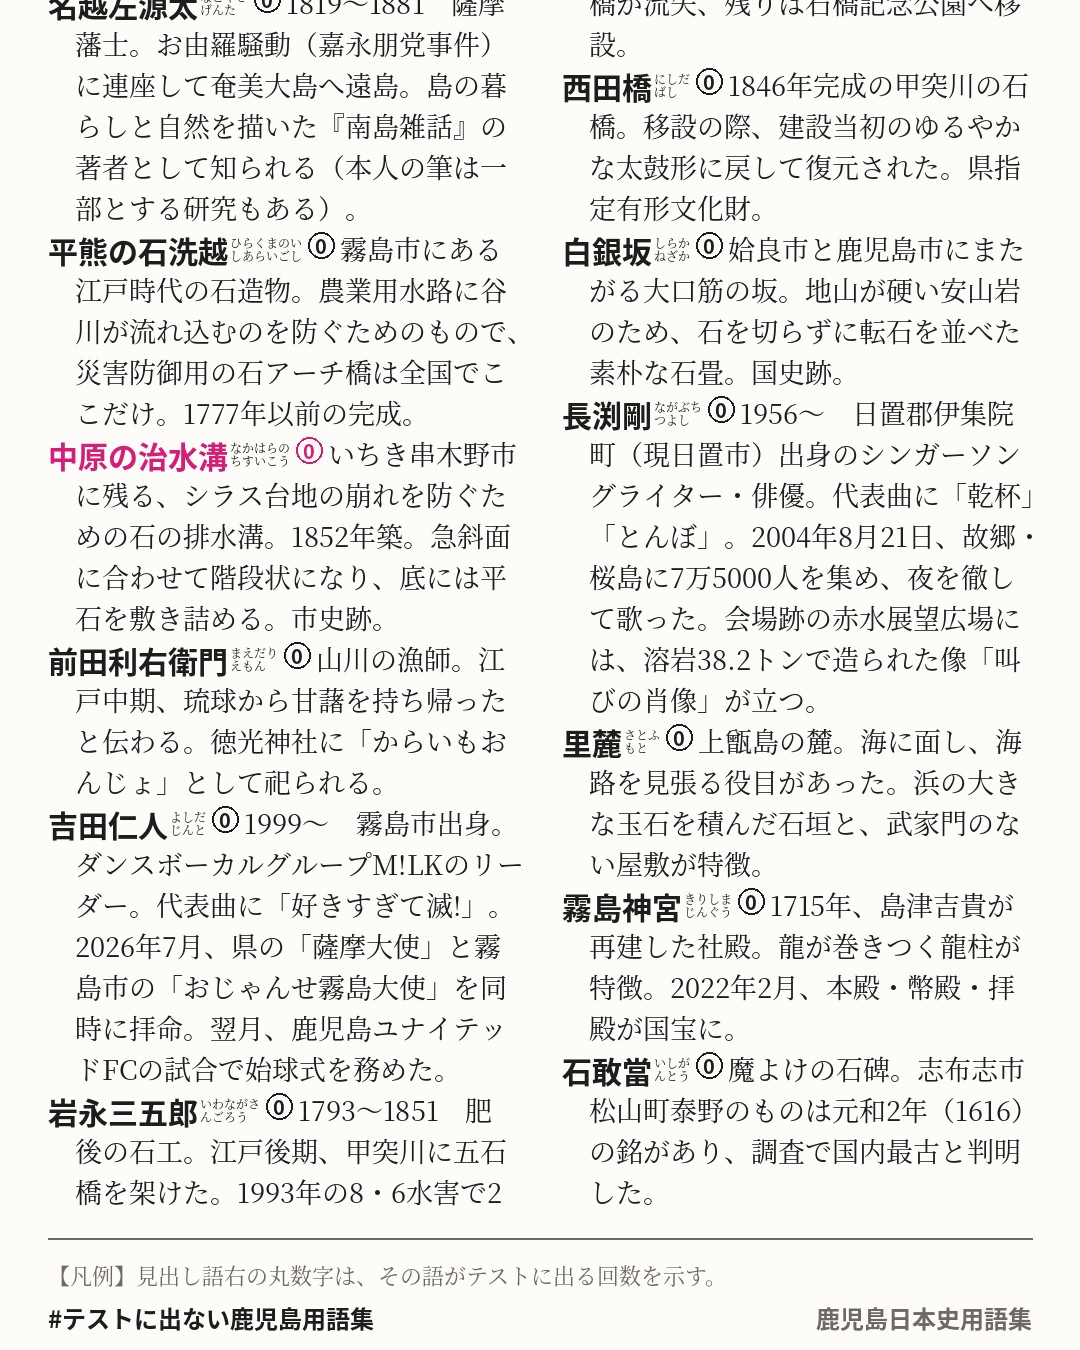 名越左源太 げんた 0 1819〜1881　薩摩
藩士。お由羅騒動（嘉永朋党事件）
に連座して奄美大島へ遠島。島の暮
らしと自然を描いた『南島雑話』の
著者として知られる（本人の筆は一
部とする研究もある）。
平熊の石洗越 ひらくまのいしあらいごし 0 霧島市にある
江戸時代の石造物。農業用水路に谷
川が流れ込むのを防ぐためのもので、
災害防御用の石アーチ橋は全国でこ
こだけ。1777年以前の完成。
中原の治水溝 なかはらのちすいこう 0 いちき串木野市
に残る、シラス台地の崩れを防ぐた
めの石の排水溝。1852年築。急斜面
に合わせて階段状になり、底には平
石を敷き詰める。市史跡。
前田利右衛門 まえだりえもん 0 山川の漁師。江
戸中期、琉球から甘藷を持ち帰った
と伝わる。徳光神社に「からいもお
んじょ」として祀られる。
吉田仁人 よしだじんと 0 1999〜　霧島市出身。
ダンスボーカルグループM!LKのリー
ダー。代表曲に「好きすぎて滅!」。
2026年7月、県の「薩摩大使」と霧
島市の「おじゃんせ霧島大使」を同
時に拝命。翌月、鹿児島ユナイテッ
ドFCの試合で始球式を務めた。
岩永三五郎 いわながさんごろう 0 1793〜1851　肥
後の石工。江戸後期、甲突川に五石
橋を架けた。1993年の8・6水害で2
橋が流失、残りは石橋記念公園へ移
設。
西田橋 にしだばし 0 1846年完成の甲突川の石
橋。移設の際、建設当初のゆるやか
な太鼓形に戻して復元された。県指
定有形文化財。
白銀坂 しらかねざか 0 姶良市と鹿児島市にまた
がる大口筋の坂。地山が硬い安山岩
のため、石を切らずに転石を並べた
素朴な石畳。国史跡。
長渕剛 ながぶちつよし 0 1956〜　日置郡伊集院
町（現日置市）出身のシンガーソン
グライター・俳優。代表曲に「乾杯」
「とんぼ」。2004年8月21日、故郷・
桜島に7万5000人を集め、夜を徹し
て歌った。会場跡の赤水展望広場に
は、溶岩38.2トンで造られた像「叫
びの肖像」が立つ。
里麓 さとふもと 0 上甑島の麓。海に面し、海
路を見張る役目があった。浜の大き
な玉石を積んだ石垣と、武家門のな
い屋敷が特徴。
霧島神宮 きりしまじんぐう 0 1715年、島津吉貴が
再建した社殿。龍が巻きつく龍柱が
特徴。2022年2月、本殿・幣殿・拝
殿が国宝に。
石敢當 いしがんとう 0 魔よけの石碑。志布志市
松山町泰野のものは元和2年（1616）
の銘があり、調査で国内最古と判明
した。
【凡例】見出し語右の丸数字は、その語がテストに出る回数を示す。
#テストに出ない鹿児島用語集
鹿児島日本史用語集